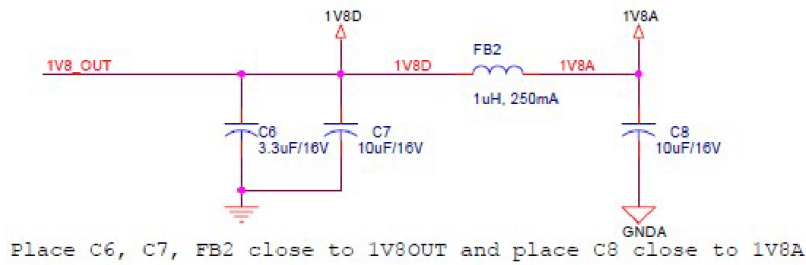 1V8D
1V8A
FB2
1V8_OUT
1V8D
1V8A
1uH, 250mA
C6
3.3uF/16V
C7
10uF/16V
C8
10uF/16V
GNDA
Place C6, C7, FB2 close to 1V8OUT and place C8 close to 1V8A